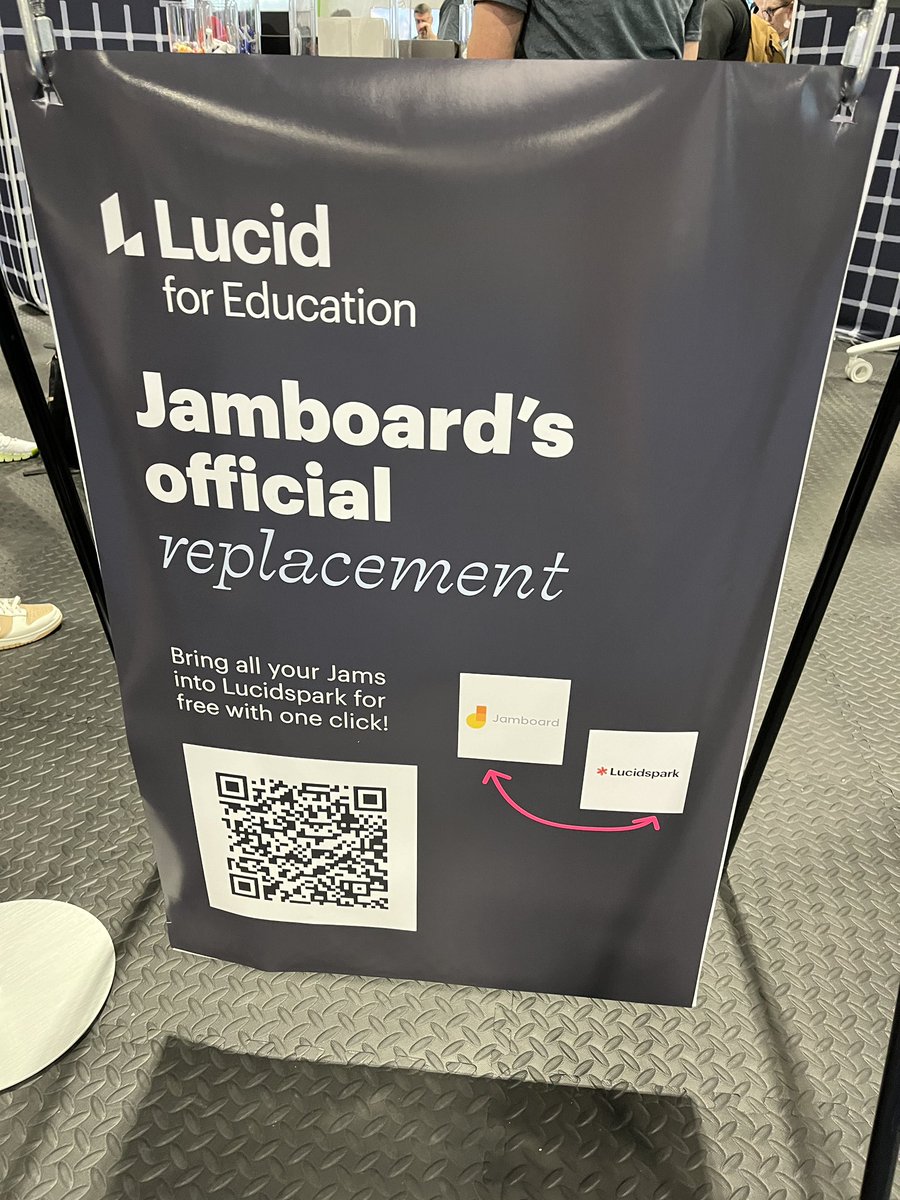 Lucid
for Education
Jamboard's
official
replacement
Bring all your Jams
into Lucidspark for
free with one click!
Jamboard
Lucidspark